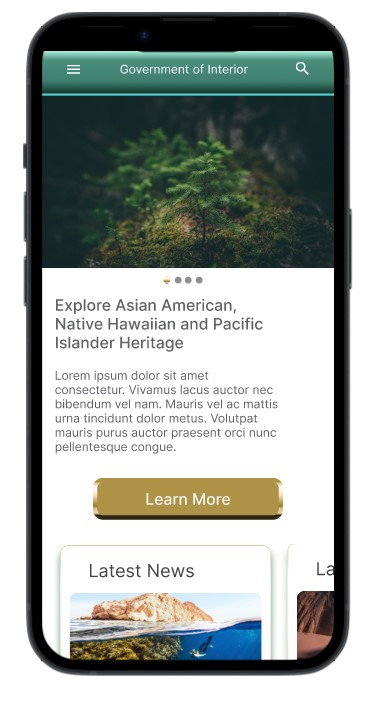 Government of Interior
Explore Asian American,
Native Hawaiian and Pacific
Islander Heritage
Lorem ipsum dolor sit amet
consectetur. Vivamus lacus auctor nec
bibendum vel nam. Mauris vel ac mattis
urna tincidunt dolor metus. Volutpat
mauris purus auctor praesent orci nunc
pellentesque congue.
Learn More
Latest News
La